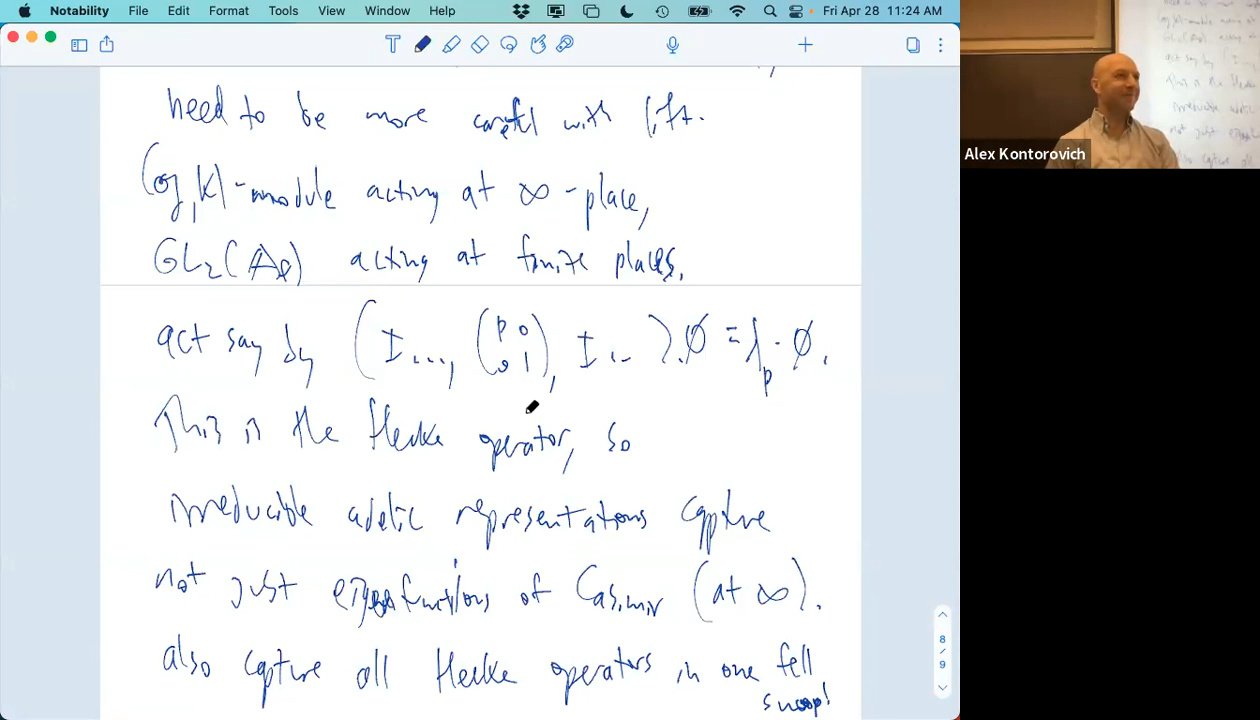 Notability File Edit Format Tools View Window Help Fri Apr 28 11:24 AM
need to be more careful with lift.
(𝔤,K)-module acting at ∞-place,
GL₂(𝔸_f) acting at finite places.
act say by (I..., (p 0 / 0 1), I... ).φ = λ_p · φ.
This is the Hecke operator, so
irreducible adelic representations capture
not just eigenfunctions of Casimir (at ∞).
also capture all Hecke operators in one fell
swoop!
8
/
9
Alex Kontorovich